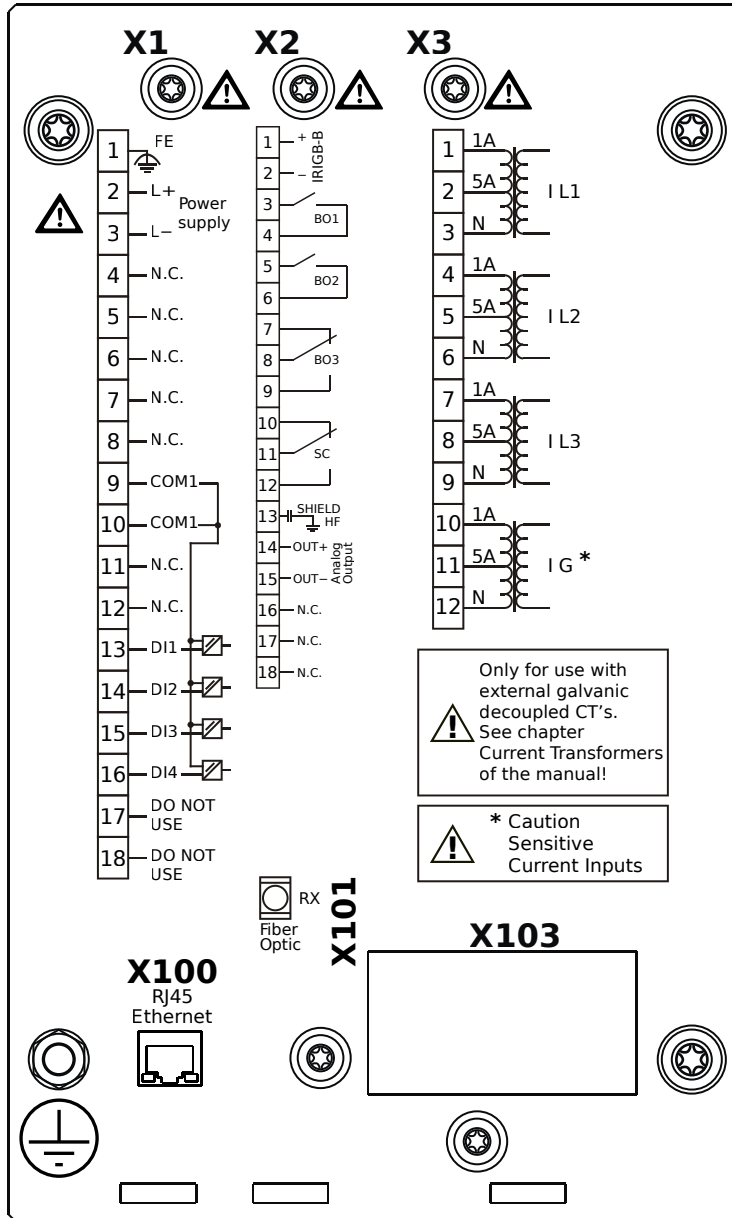 X1
1 FE
2 L+
Power
supply
3 L−
4 N.C.
5 N.C.
6 N.C.
7 N.C.
8 N.C.
9 COM1
10 COM1
11 N.C.
12 N.C.
13 DI1
14 DI2
15 DI3
16 DI4
17 DO NOT
USE
18 DO NOT
USE
X2
1 +
2 −
IRIGB-B
3
BO1
4
5
BO2
6
7
8 BO3
9
10
11 SC
12
13 SHIELD
HF
14 OUT+
15 OUT−
Analog
Output
16 N.C.
17 N.C.
18 N.C.
X3
1 1A
2 5A IL1
3 N
4 1A
5 5A IL2
6 N
7 1A
8 5A IL3
9 N
10 1A
11 5A IG *
12 N
Only for use with
external galvanic
decoupled CT's.
See chapter
Current Transformers
of the manual!
* Caution
Sensitive
Current Inputs
RX
Fiber
Optic
X101
X103
X100
RJ45
Ethernet